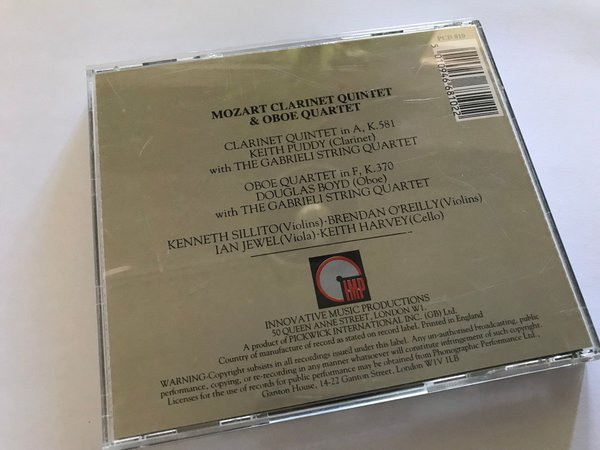 PCD 810
5 010946 681022
MOZART CLARINET QUINTET
& OBOE QUARTET
CLARINET QUINTET in A, K.581
KEITH PUDDY (Clarinet)
with THE GABRIELI STRING QUARTET
OBOE QUARTET in F, K.370
DOUGLAS BOYD (Oboe)
with THE GABRIELI STRING QUARTET
KENNETH SILLITO(Violins)·BRENDAN O'REILLY(Violins)
IAN JEWEL(Viola)·KEITH HARVEY(Cello)
IMP
INNOVATIVE MUSIC PRODUCTIONS
50 QUEEN ANNE STREET, LONDON W1.
A product of PICKWICK INTERNATIONAL INC. (GB) Ltd.
Country of manufacture of record as stated on record label. Printed in England
WARNING-Copyright subsists in all recordings issued under this label. Any un-authorised broadcasting, public
performance, copying, or re-recording in any manner whatsoever will constitute infringement of such copyright.
Licenses for the use of records for public performance may be obtained from Phonographic Performance Ltd.,
Ganton House, 14-22 Ganton Street, London W1V 1LB